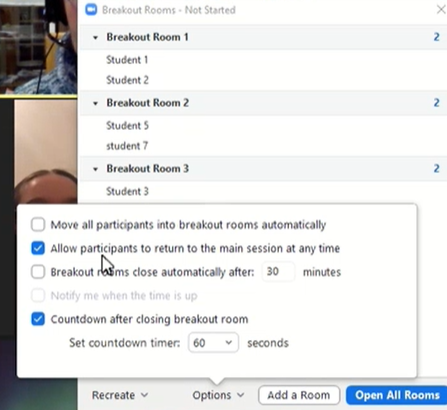 Breakout Rooms - Not Started
Breakout Room 1 2
Student 1
Student 2
Breakout Room 2 2
Student 5
student 7
Breakout Room 3 2
Student 3
Move all participants into breakout rooms automatically
Allow participants to return to the main session at any time
Breakout rooms close automatically after: 30 minutes
Notify me when the time is up
Countdown after closing breakout room
Set countdown timer: 60 seconds
Recreate Options Add a Room Open All Rooms